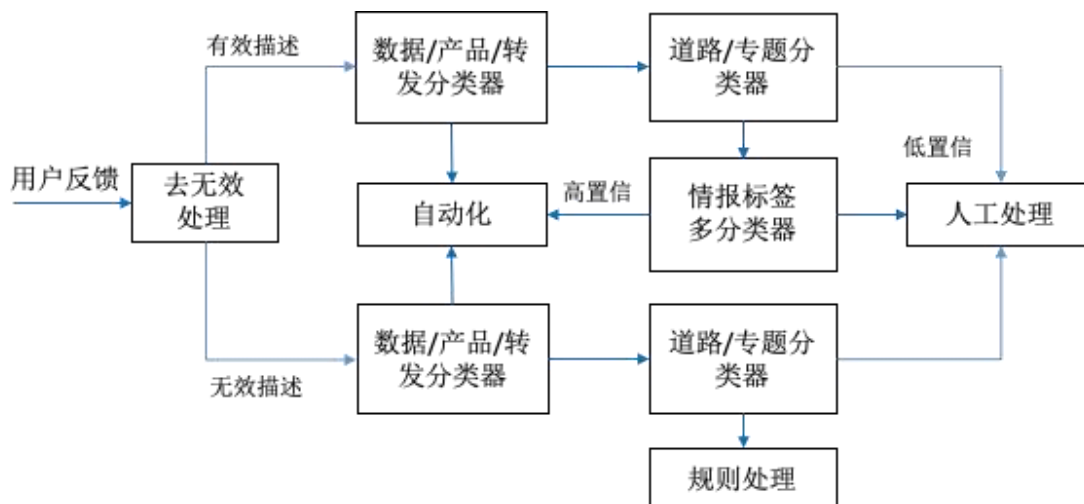 有效描述
数据/产品/转
发分类器
道路/专题分
类器
用户反馈
去无效
处理
自动化
高置信
情报标签
多分类器
低置信
人工处理
无效描述
数据/产品/转
发分类器
道路/专题分
类器
规则处理